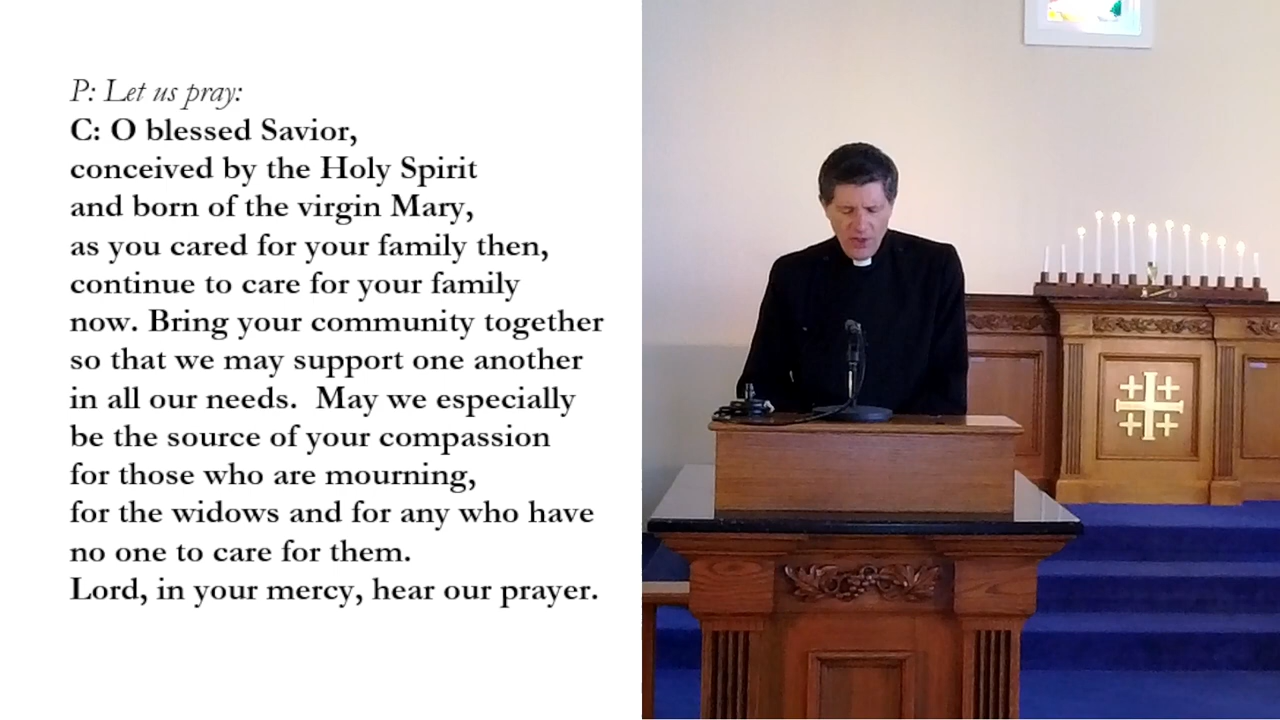 P: Let us pray:
C: O blessed Savior,
conceived by the Holy Spirit
and born of the virgin Mary,
as you cared for your family then,
continue to care for your family
now. Bring your community together
so that we may support one another
in all our needs.  May we especially
be the source of your compassion
for those who are mourning,
for the widows and for any who have
no one to care for them.
Lord, in your mercy, hear our prayer.